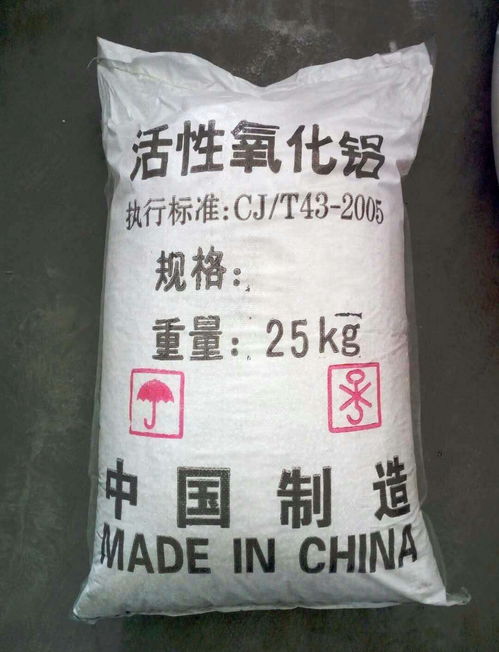 活性氧化铝
执行标准:CJ/T43-2005
规格:
重量: 25kg
中国制造
MADE IN CHINA